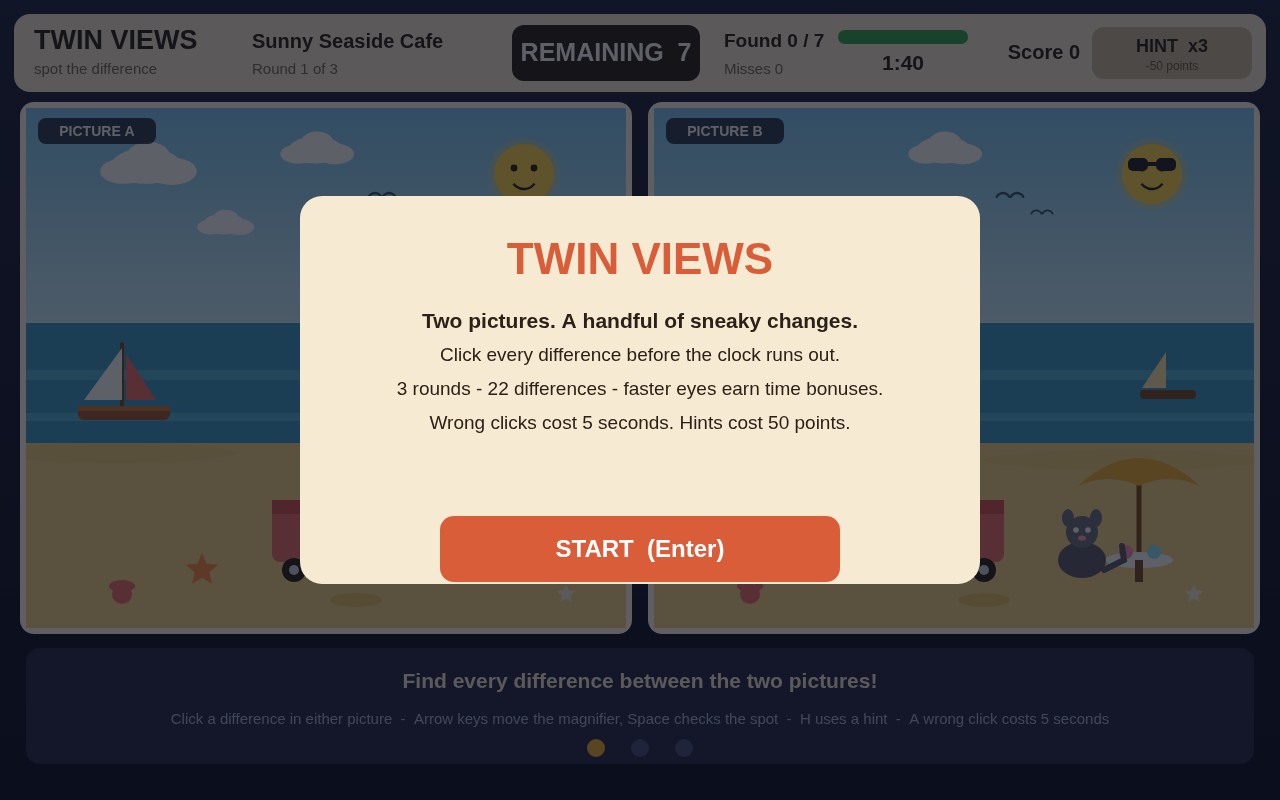 TWIN VIEWS
spot the difference
Sunny Seaside Cafe
Round 1 of 3
REMAINING 7
Found 0 / 7
Misses 0
1:40
Score 0
HINT x3
-50 points
PICTURE A
PICTURE B
TWIN VIEWS
Two pictures. A handful of sneaky changes.
Click every difference before the clock runs out.
3 rounds - 22 differences - faster eyes earn time bonuses.
Wrong clicks cost 5 seconds. Hints cost 50 points.
START (Enter)
Find every difference between the two pictures!
Click a difference in either picture - Arrow keys move the magnifier, Space checks the spot - H uses a hint - A wrong click costs 5 seconds